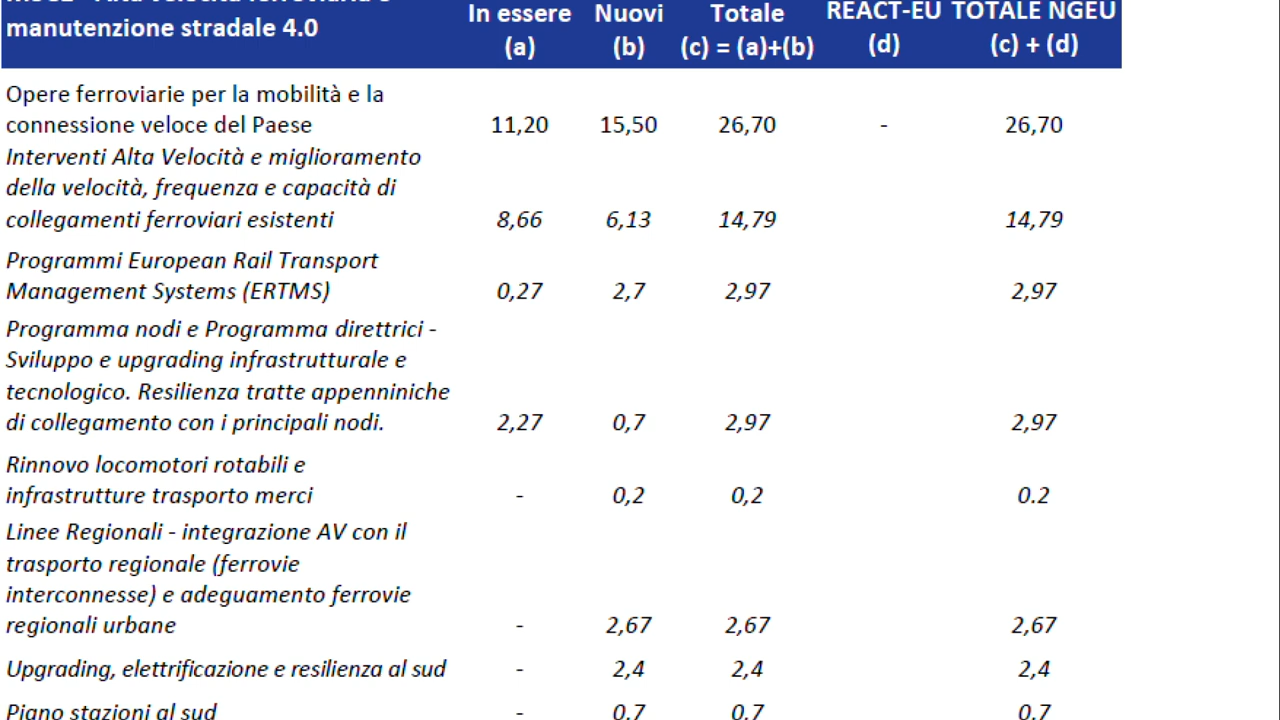 manutenzione stradale 4.0
In essere Nuovi Totale REACT-EU TOTALE NGEU
(a) (b) (c) = (a)+(b) (d) (c) + (d)
Opere ferroviarie per la mobilità e la
connessione veloce del Paese 11,20 15,50 26,70 - 26,70
Interventi Alta Velocità e miglioramento
della velocità, frequenza e capacità di
collegamenti ferroviari esistenti 8,66 6,13 14,79 14,79
Programmi European Rail Transport
Management Systems (ERTMS) 0,27 2,7 2,97 2,97
Programma nodi e Programma direttrici -
Sviluppo e upgrading infrastrutturale e
tecnologico. Resilienza tratte appenniniche
di collegamento con i principali nodi. 2,27 0,7 2,97 2,97
Rinnovo locomotori rotabili e
infrastrutture trasporto merci - 0,2 0,2 0.2
Linee Regionali - integrazione AV con il
trasporto regionale (ferrovie
interconnesse) e adeguamento ferrovie
regionali urbane - 2,67 2,67 2,67
Upgrading, elettrificazione e resilienza al sud - 2,4 2,4 2,4
Piano stazioni al sud - 0,7 0,7 0,7